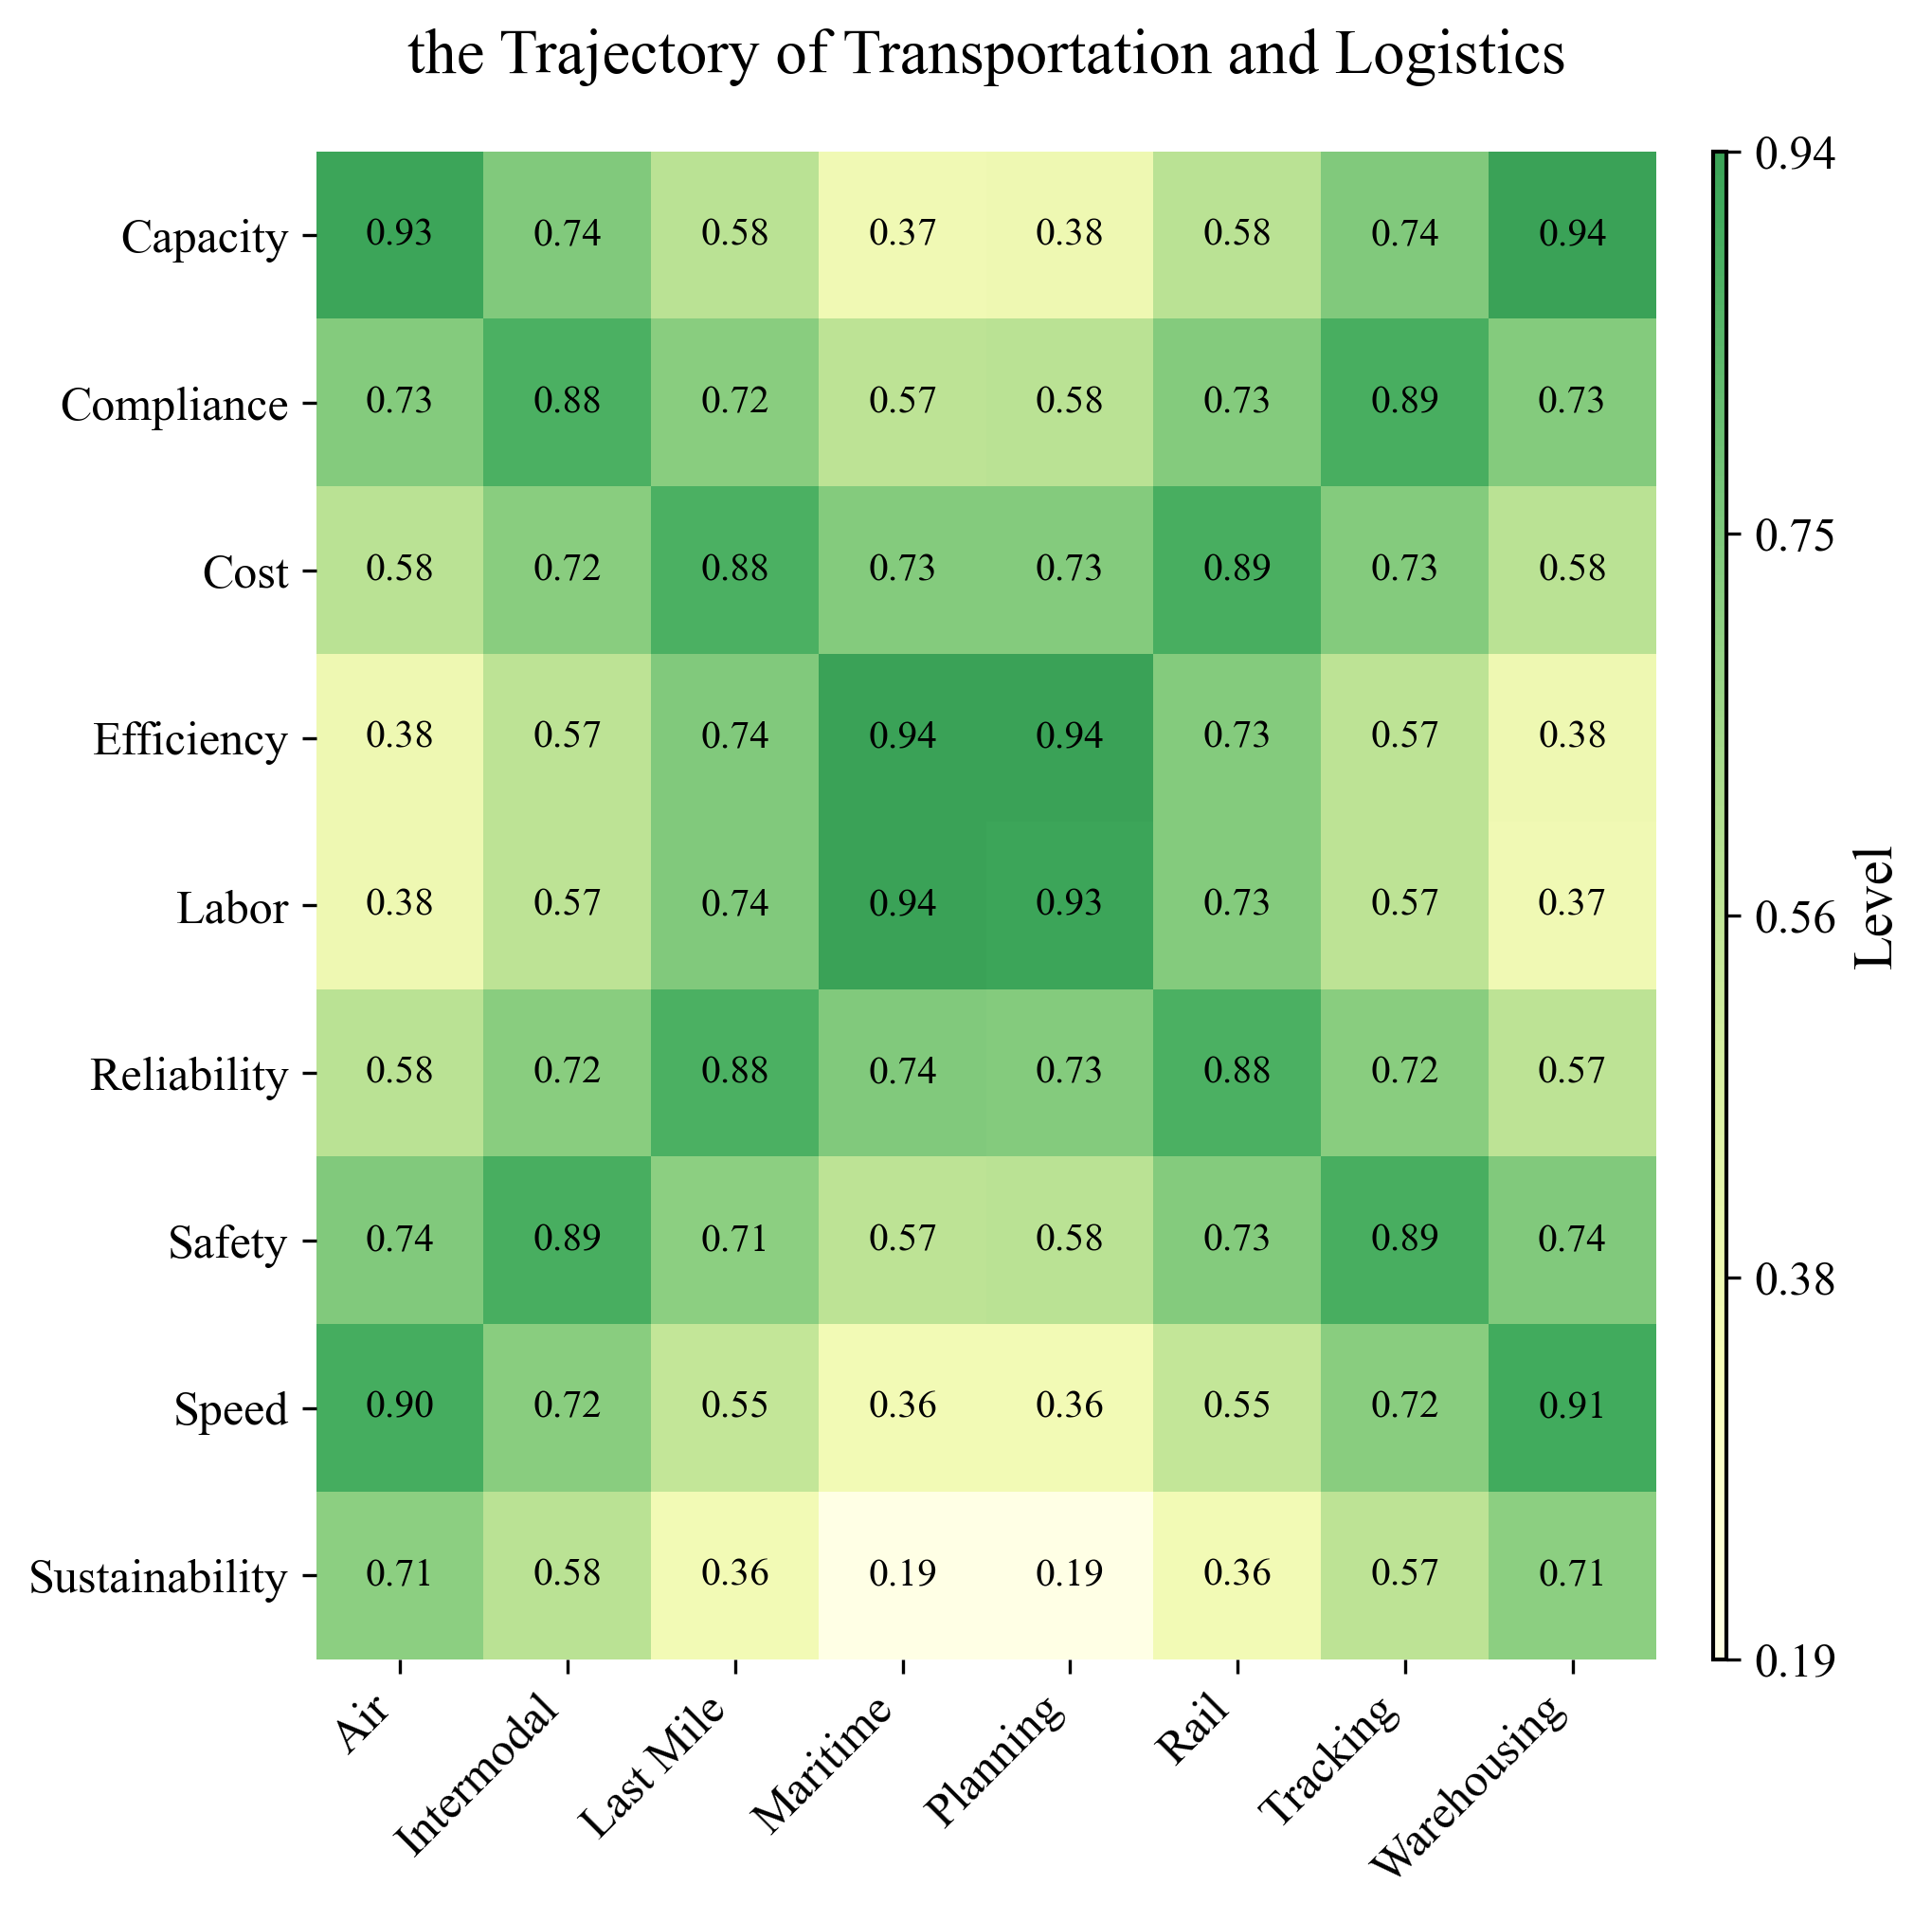 the Trajectory of Transportation and Logistics
Capacity 0.93 0.74 0.58 0.37 0.38 0.58 0.74 0.94
Compliance 0.73 0.88 0.72 0.57 0.58 0.73 0.89 0.73
Cost 0.58 0.72 0.88 0.73 0.73 0.89 0.73 0.58
Efficiency 0.38 0.57 0.74 0.94 0.94 0.73 0.57 0.38
Labor 0.38 0.57 0.74 0.94 0.93 0.73 0.57 0.37
Reliability 0.58 0.72 0.88 0.74 0.73 0.88 0.72 0.57
Safety 0.74 0.89 0.71 0.57 0.58 0.73 0.89 0.74
Speed 0.90 0.72 0.55 0.36 0.36 0.55 0.72 0.91
Sustainability 0.71 0.58 0.36 0.19 0.19 0.36 0.57 0.71
Air
Intermodal
Last Mile
Maritime
Planning
Rail
Tracking
Warehousing
0.94
0.75
0.56
0.38
0.19
Level